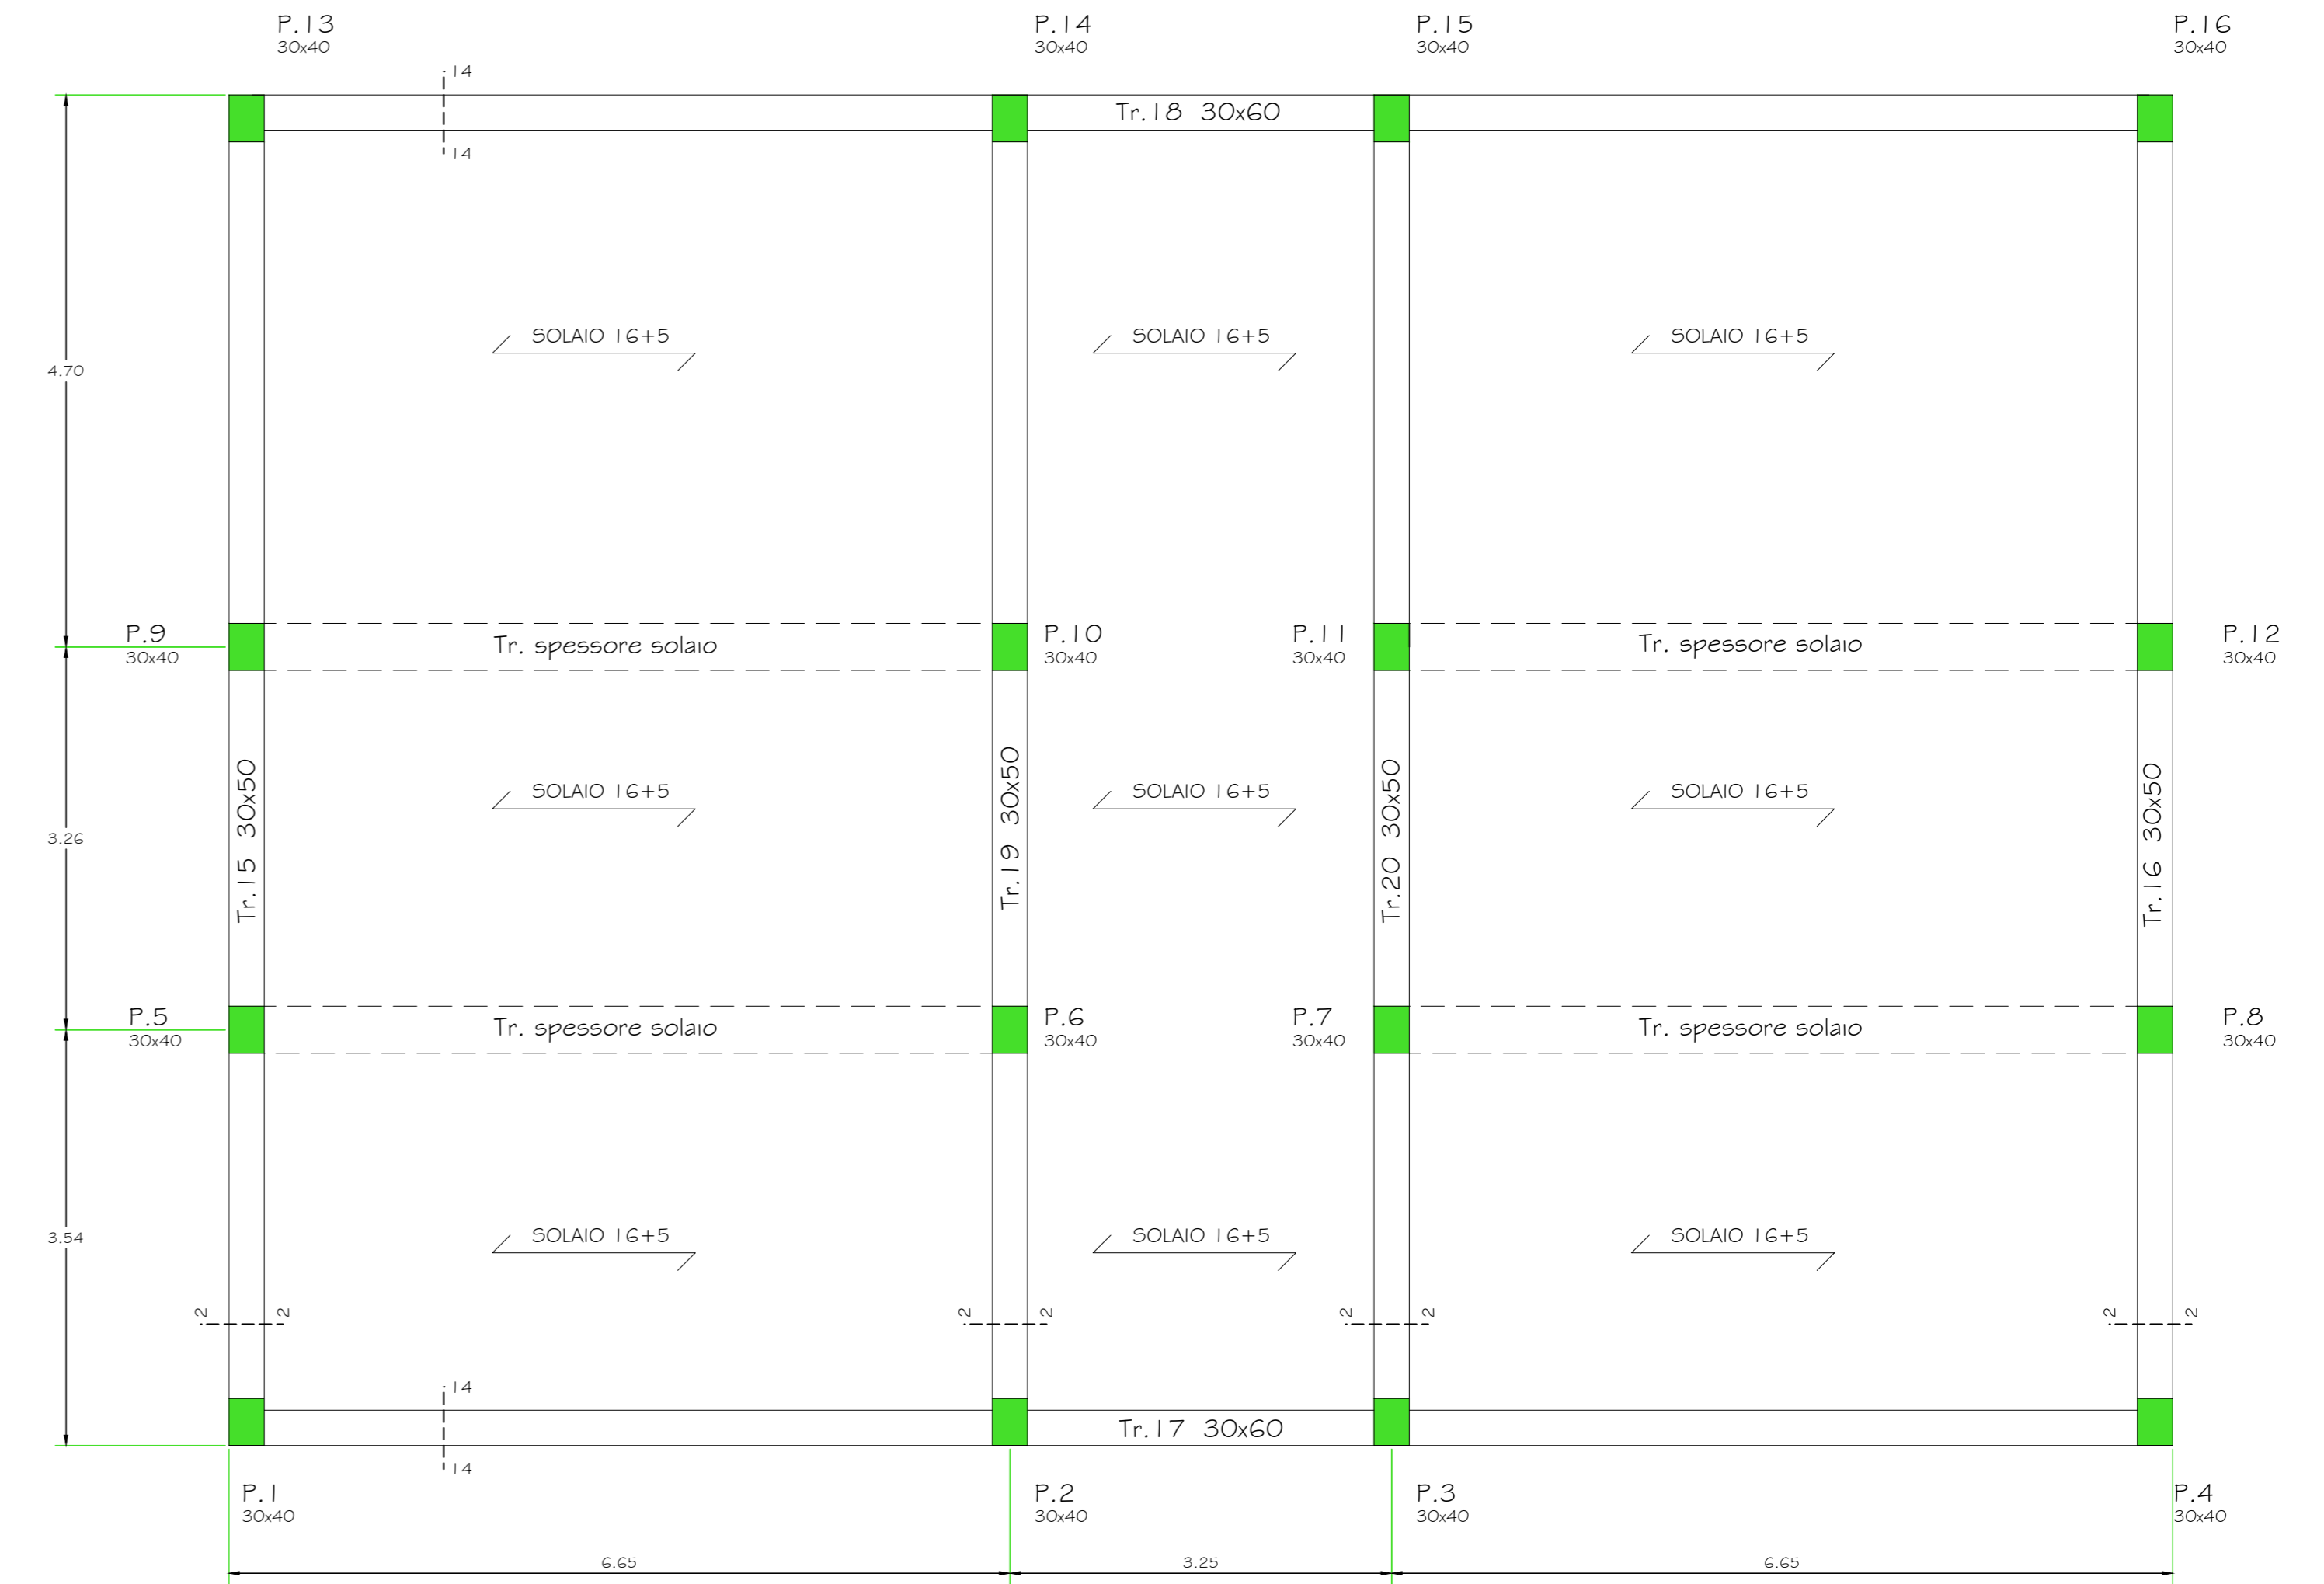 P.13
30x40
P.14
30x40
P.15
30x40
P.16
30x40
14
14
Tr.18 30x60
SOLAIO 16+5
SOLAIO 16+5
SOLAIO 16+5
4.70
P.9
30x40
Tr. spessore solaio
P.10
30x40
P.11
30x40
Tr. spessore solaio
P.12
30x40
Tr.15 30x50
SOLAIO 16+5
Tr.19 30x50
SOLAIO 16+5
Tr.20 30x50
SOLAIO 16+5
Tr.16 30x50
3.26
P.5
30x40
Tr. spessore solaio
P.6
30x40
P.7
30x40
Tr. spessore solaio
P.8
30x40
3.54
SOLAIO 16+5
SOLAIO 16+5
SOLAIO 16+5
2
2
2
2
2
2
2
2
14
14
Tr.17 30x60
P.1
30x40
P.2
30x40
P.3
30x40
P.4
30x40
6.65
3.25
6.65